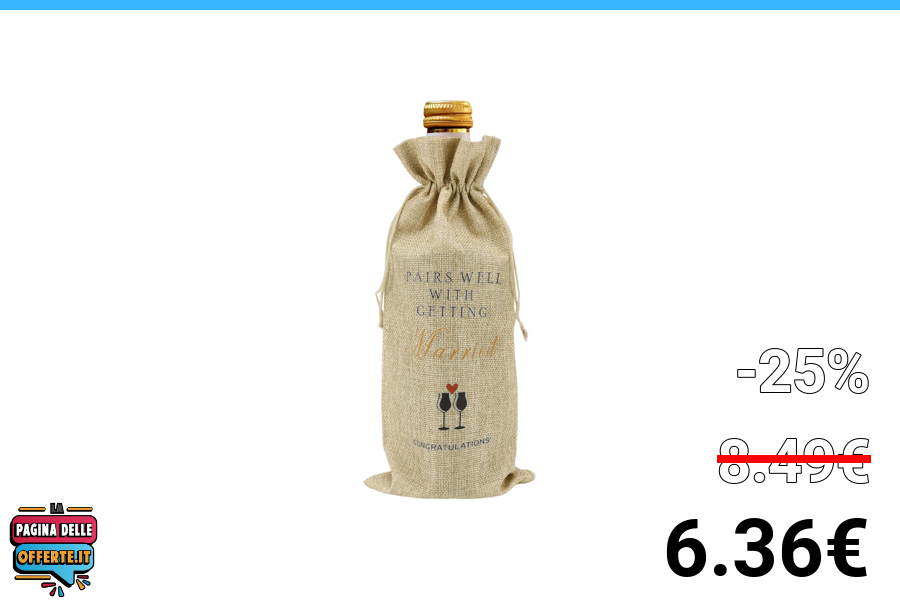 PAIRS WELL
WITH
GETTING
Married
CONGRATULATIONS!
-25%
8.49€
6.36€
LA
PAGINA DELLE
OFFERTE.IT